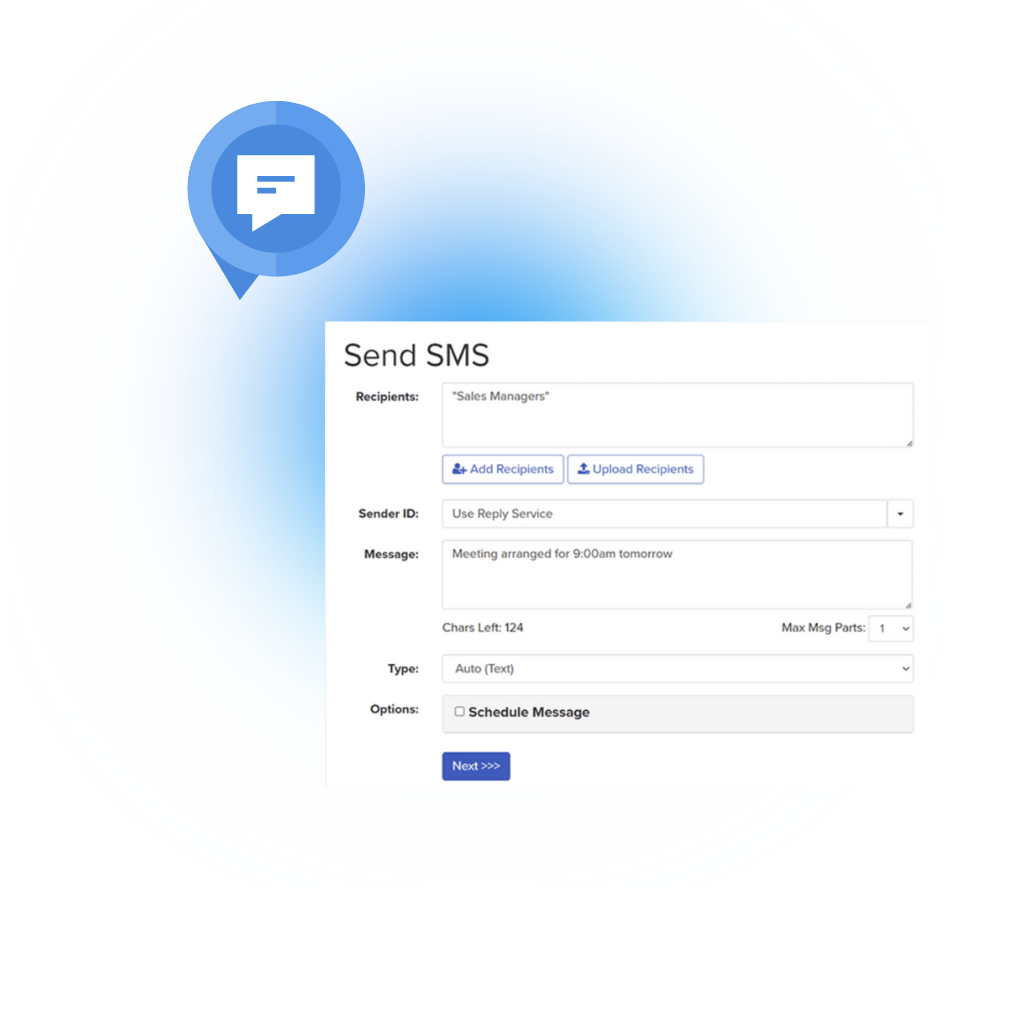 Send SMS
Recipients: "Sales Managers"
Add Recipients Upload Recipients
Sender ID: Use Reply Service
Message: Meeting arranged for 9:00am tomorrow
Chars Left: 124 Max Msg Parts: 1
Type: Auto (Text)
Options: Schedule Message
Next >>>